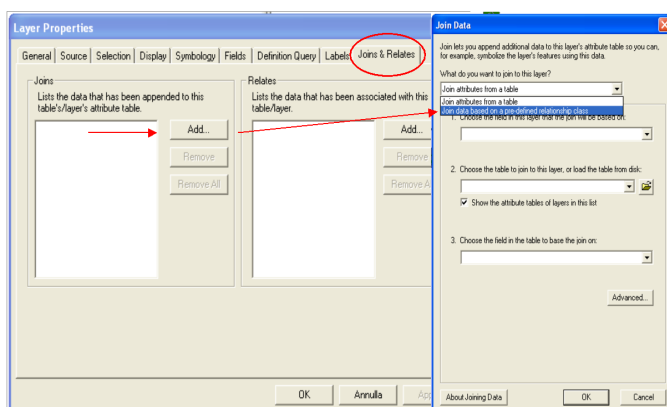 Layer Properties
General Source Selection Display Symbology Fields Definition Query Labels Joins & Relates
Joins
Lists the data that has been appended to this
table's/layer's attribute table.
Add...
Remove
Remove All
Relates
Lists the data that has been associated with this
table/layer.
Add...
Remove
Remove A
OK
Annulla
Ap
Join Data
Join lets you append additional data to this layer's attribute table so you can,
for example, symbolize the layer's features using this data.
What do you want to join to this layer?
Join attributes from a table
Join attributes from a table
Join data based on a pre-defined relationship class
1. Choose the field in this layer that the join will be based on:
2. Choose the table to join to this layer, or load the table from disk:
Show the attribute tables of layers in this list
3. Choose the field in the table to base the join on:
Advanced...
About Joining Data
OK
Cancel